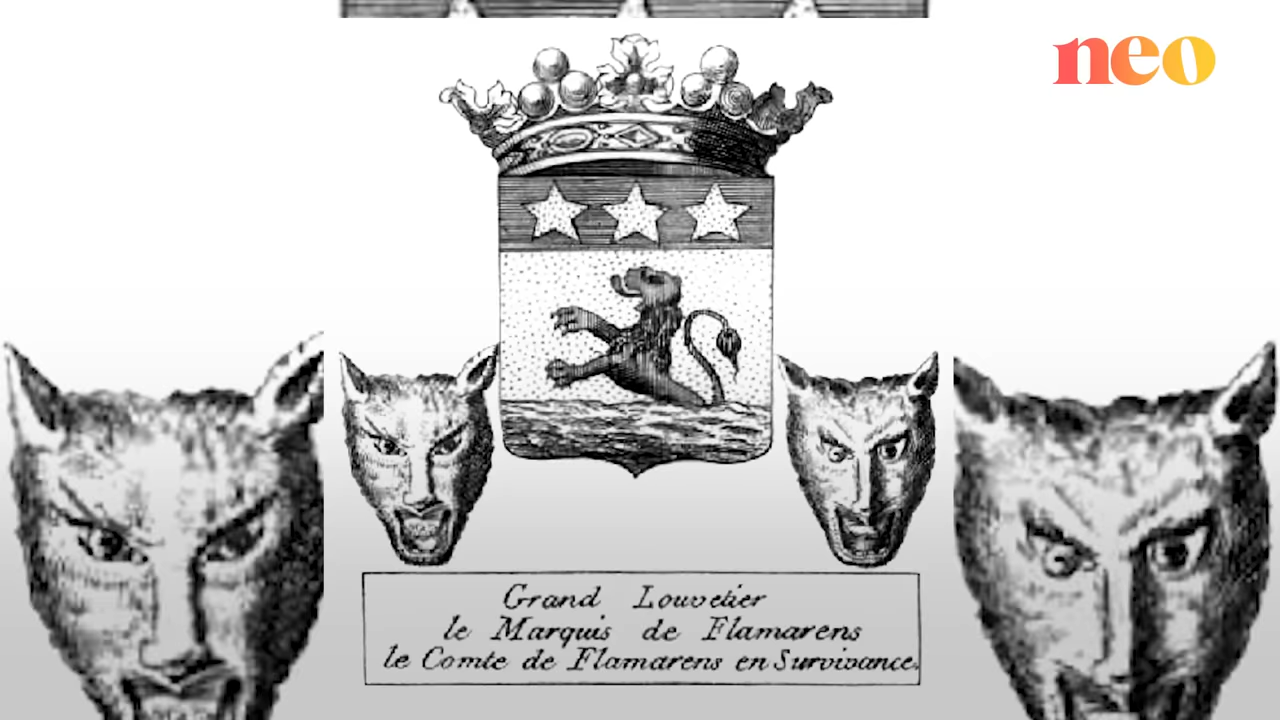 neo
Grand Louvetier
le Marquis de Flamarens
le Comte de Flamarens en Survivance.